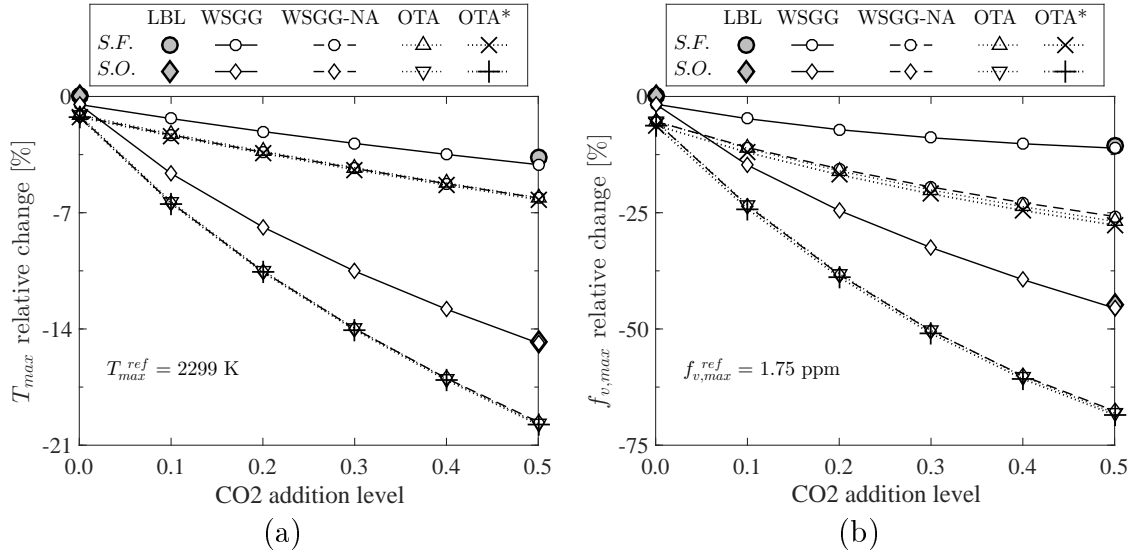 LBL WSGG WSGG-NA OTA OTA*
S.F.
S.O.
0
-7
-14
-21
T_max relative change [%]
T_max^ref = 2299 K
0.0 0.1 0.2 0.3 0.4 0.5
CO2 addition level
(a)
LBL WSGG WSGG-NA OTA OTA*
S.F.
S.O.
0
-25
-50
-75
f_v,max relative change [%]
f_v,max^ref = 1.75 ppm
0.0 0.1 0.2 0.3 0.4 0.5
CO2 addition level
(b)